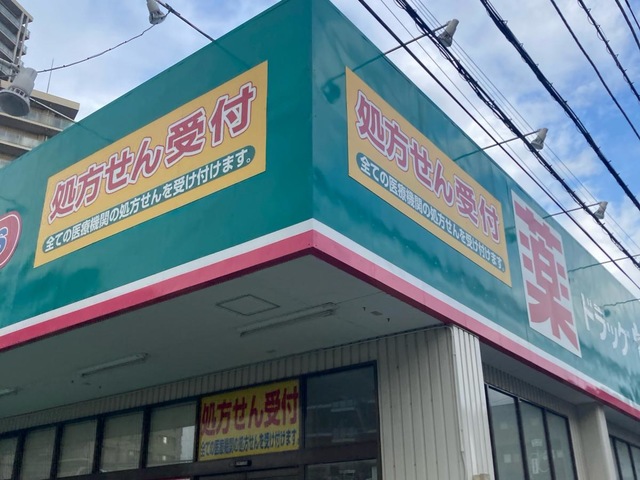 処方せん受付
全ての医療機関の処方せんを受け付けます。
処方せん受付
全ての医療機関の処方せんを受け付けます
薬
ドラッグ
処方せん受付
全ての医療機関の処方せんを受け付けます